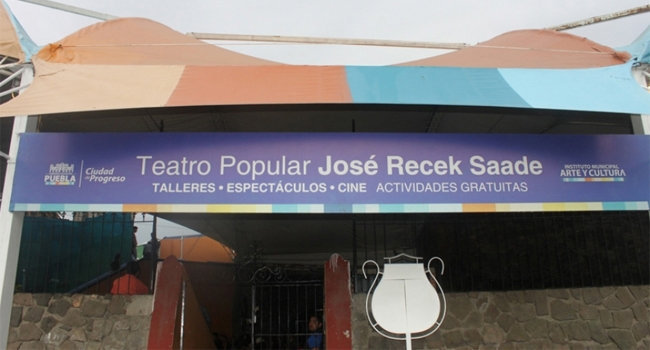 PUEBLA
Ciudad de Progreso
Teatro Popular José Recek Saade
TALLERES • ESPECTÁCULOS • CINE ACTIVIDADES GRATUITAS
INSTITUTO MUNICIPAL
ARTE Y CULTURA